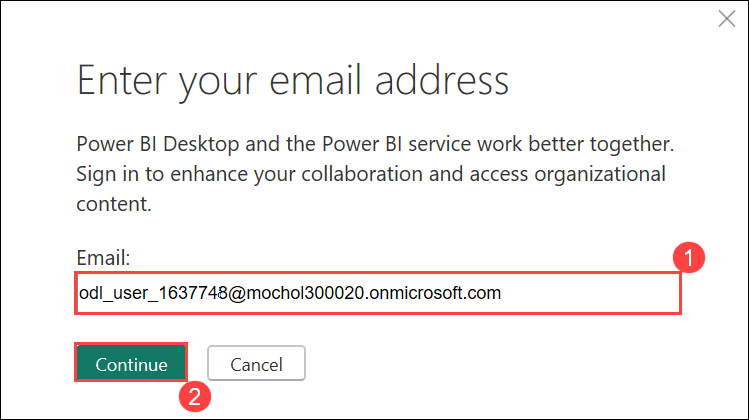 Enter your email address
Power BI Desktop and the Power BI service work better together.
Sign in to enhance your collaboration and access organizational
content.
Email:
1
odl_user_1637748@mochol300020.onmicrosoft.com
Continue
Cancel
2